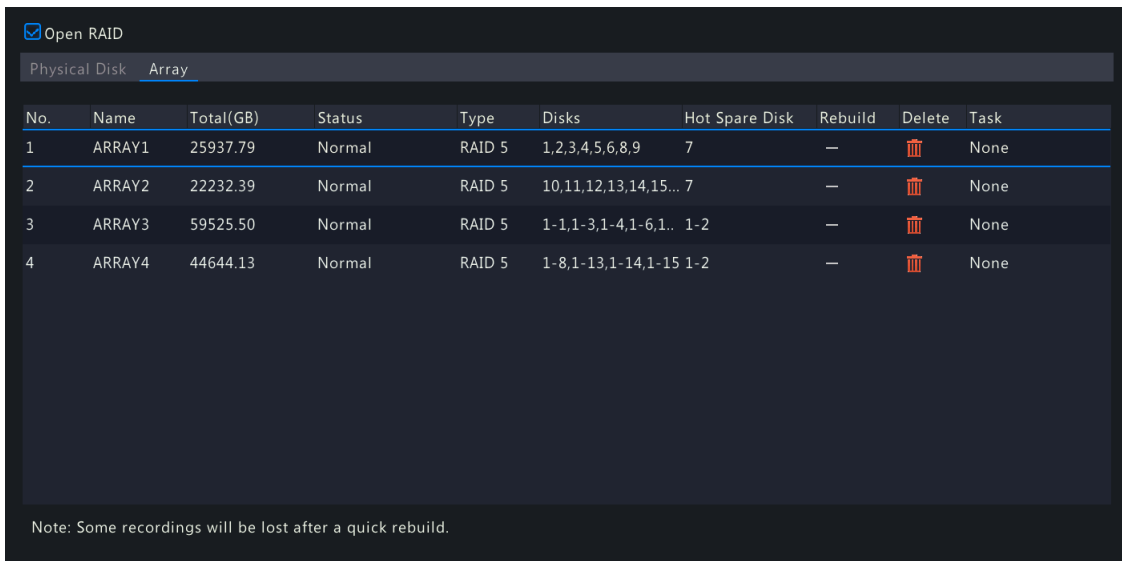 Open RAID
Physical Disk Array
No. Name Total(GB) Status Type Disks Hot Spare Disk Rebuild Delete Task
1 ARRAY1 25937.79 Normal RAID 5 1,2,3,4,5,6,8,9 7 — None
2 ARRAY2 22232.39 Normal RAID 5 10,11,12,13,14,15... 7 — None
3 ARRAY3 59525.50 Normal RAID 5 1-1,1-3,1-4,1-6,1.. 1-2 — None
4 ARRAY4 44644.13 Normal RAID 5 1-8,1-13,1-14,1-15 1-2 — None
Note: Some recordings will be lost after a quick rebuild.